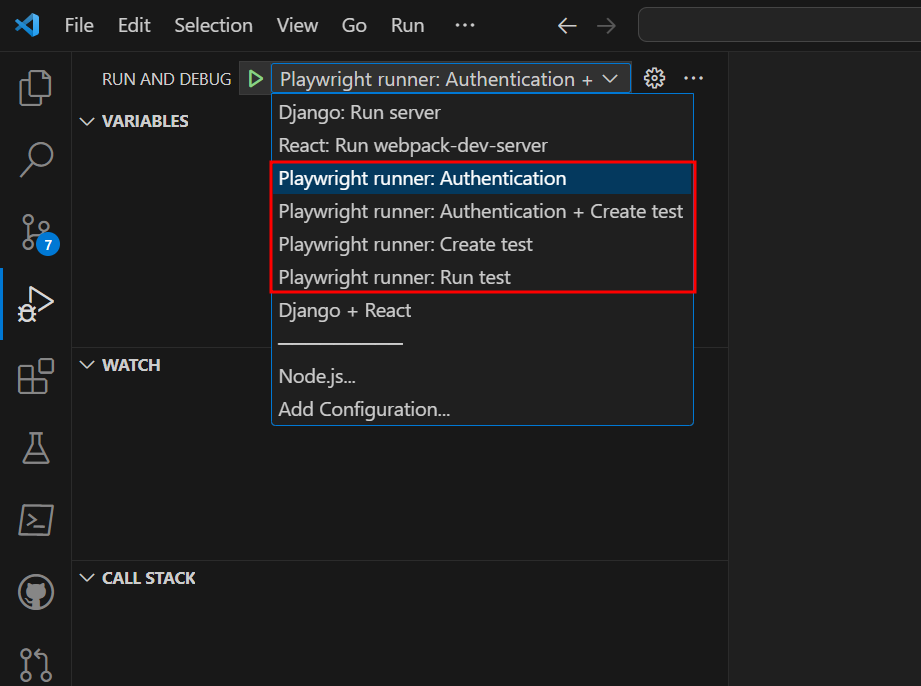 File Edit Selection View Go Run ···
RUN AND DEBUG Playwright runner: Authentication + ···
VARIABLES
Django: Run server
React: Run webpack-dev-server
Playwright runner: Authentication
Playwright runner: Authentication + Create test
Playwright runner: Create test
Playwright runner: Run test
Django + React
7
WATCH
Node.js...
Add Configuration...
CALL STACK